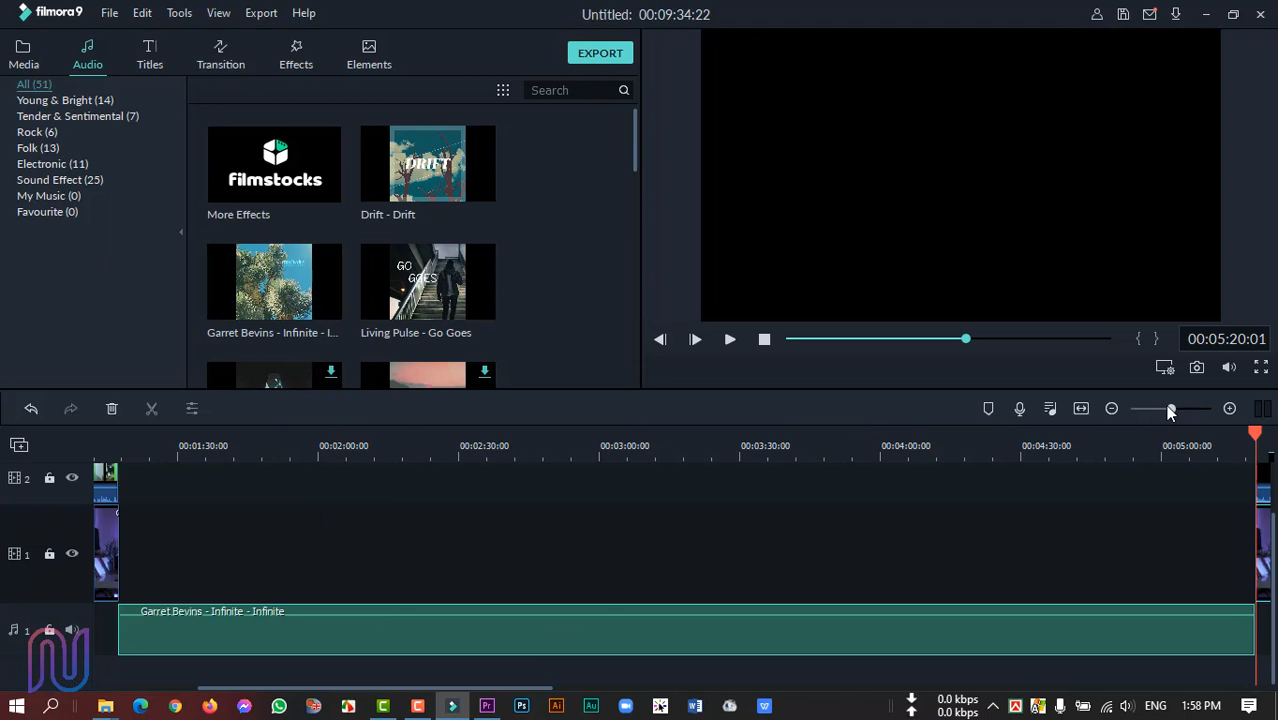 filmora9 File Edit Tools View Export Help Untitled: 00:09:34:22
Media Audio Titles Transition Effects Elements EXPORT
All (51)
Young & Bright (14)
Tender & Sentimental (7)
Rock (6)
Folk (13)
Electronic (11)
Sound Effect (25)
My Music (0)
Favourite (0)
Search
filmstocks
DRIFT
More Effects Drift - Drift
GO
GOES
Garret Bevins - Infinite - I... Living Pulse - Go Goes
{ } 00:05:20:01
00:01:30:00 00:02:00:00 00:02:30:00 00:03:00:00 00:03:30:00 00:04:00:00 00:04:30:00 00:05:00:00
2
1
Garret Bevins - Infinite - Infinite
1
Pr Ps Ai Au W 0.0 kbps
0.0 kbps ENG 1:58 PM